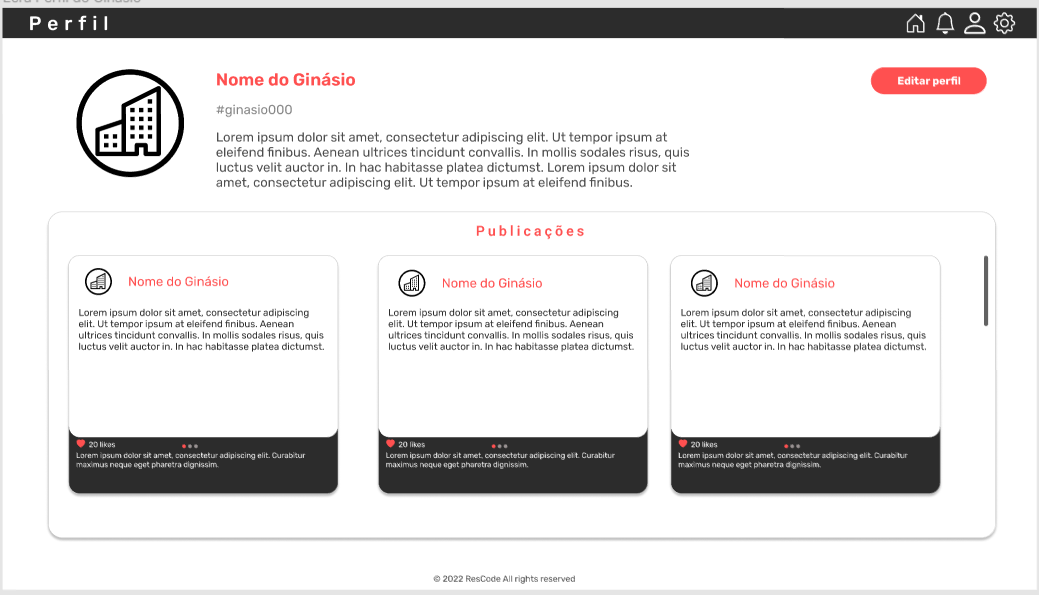 Perfil
Nome do Ginásio
Editar perfil
#ginasio000
Lorem ipsum dolor sit amet, consectetur adipiscing elit. Ut tempor ipsum at
eleifend finibus. Aenean ultrices tincidunt convallis. In mollis sodales risus, quis
luctus velit auctor in. In hac habitasse platea dictumst. Lorem ipsum dolor sit
amet, consectetur adipiscing elit. Ut tempor ipsum at eleifend finibus.
Publicações
Nome do Ginásio
Lorem ipsum dolor sit amet, consectetur adipiscing
elit. Ut tempor ipsum at eleifend finibus. Aenean
ultrices tincidunt convallis. In mollis sodales risus, quis
luctus velit auctor in. In hac habitasse platea dictumst.
20 likes
Lorem ipsum dolor sit amet, consectetur adipiscing elit. Curabitur
maximus neque eget pharetra dignissim.
Nome do Ginásio
Lorem ipsum dolor sit amet, consectetur adipiscing
elit. Ut tempor ipsum at eleifend finibus. Aenean
ultrices tincidunt convallis. In mollis sodales risus, quis
luctus velit auctor in. In hac habitasse platea dictumst.
20 likes
Lorem ipsum dolor sit amet, consectetur adipiscing elit. Curabitur
maximus neque eget pharetra dignissim.
Nome do Ginásio
Lorem ipsum dolor sit amet, consectetur adipiscing
elit. Ut tempor ipsum at eleifend finibus. Aenean
ultrices tincidunt convallis. In mollis sodales risus, quis
luctus velit auctor in. In hac habitasse platea dictumst.
20 likes
Lorem ipsum dolor sit amet, consectetur adipiscing elit. Curabitur
maximus neque eget pharetra dignissim.
© 2022 ResCode All rights reserved